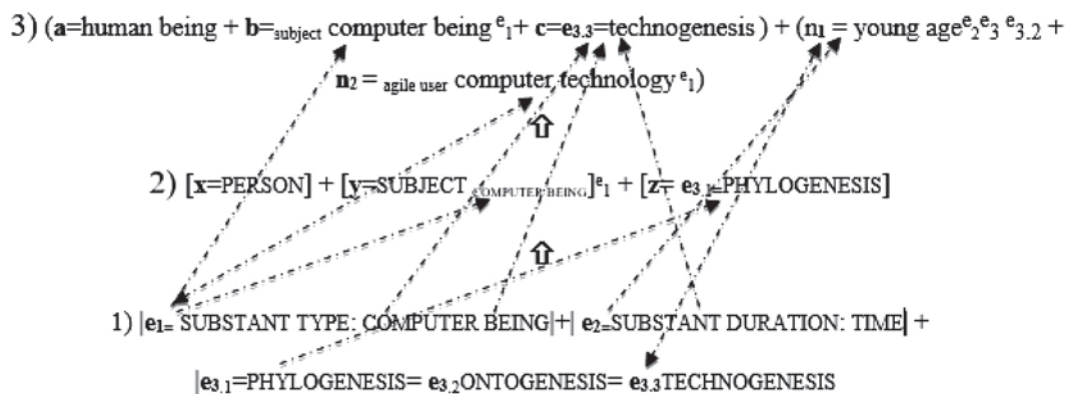 3) (a=human being + b=subject computer being e1+ c=e3.3=technogenesis ) + (n1 = young age e2 e3 e3.2 +
n2 = agile user computer technology e1)
2) [x=PERSON] + [y=SUBJECT COMPUTER BEING]e1 + [z= e3.1=PHYLOGENESIS]
1) |e1= SUBSTANT TYPE: COMPUTER BEING|+| e2=SUBSTANT DURATION: TIME| +
|e3.1=PHYLOGENESIS= e3.2ONTOGENESIS= e3.3TECHNOGENESIS